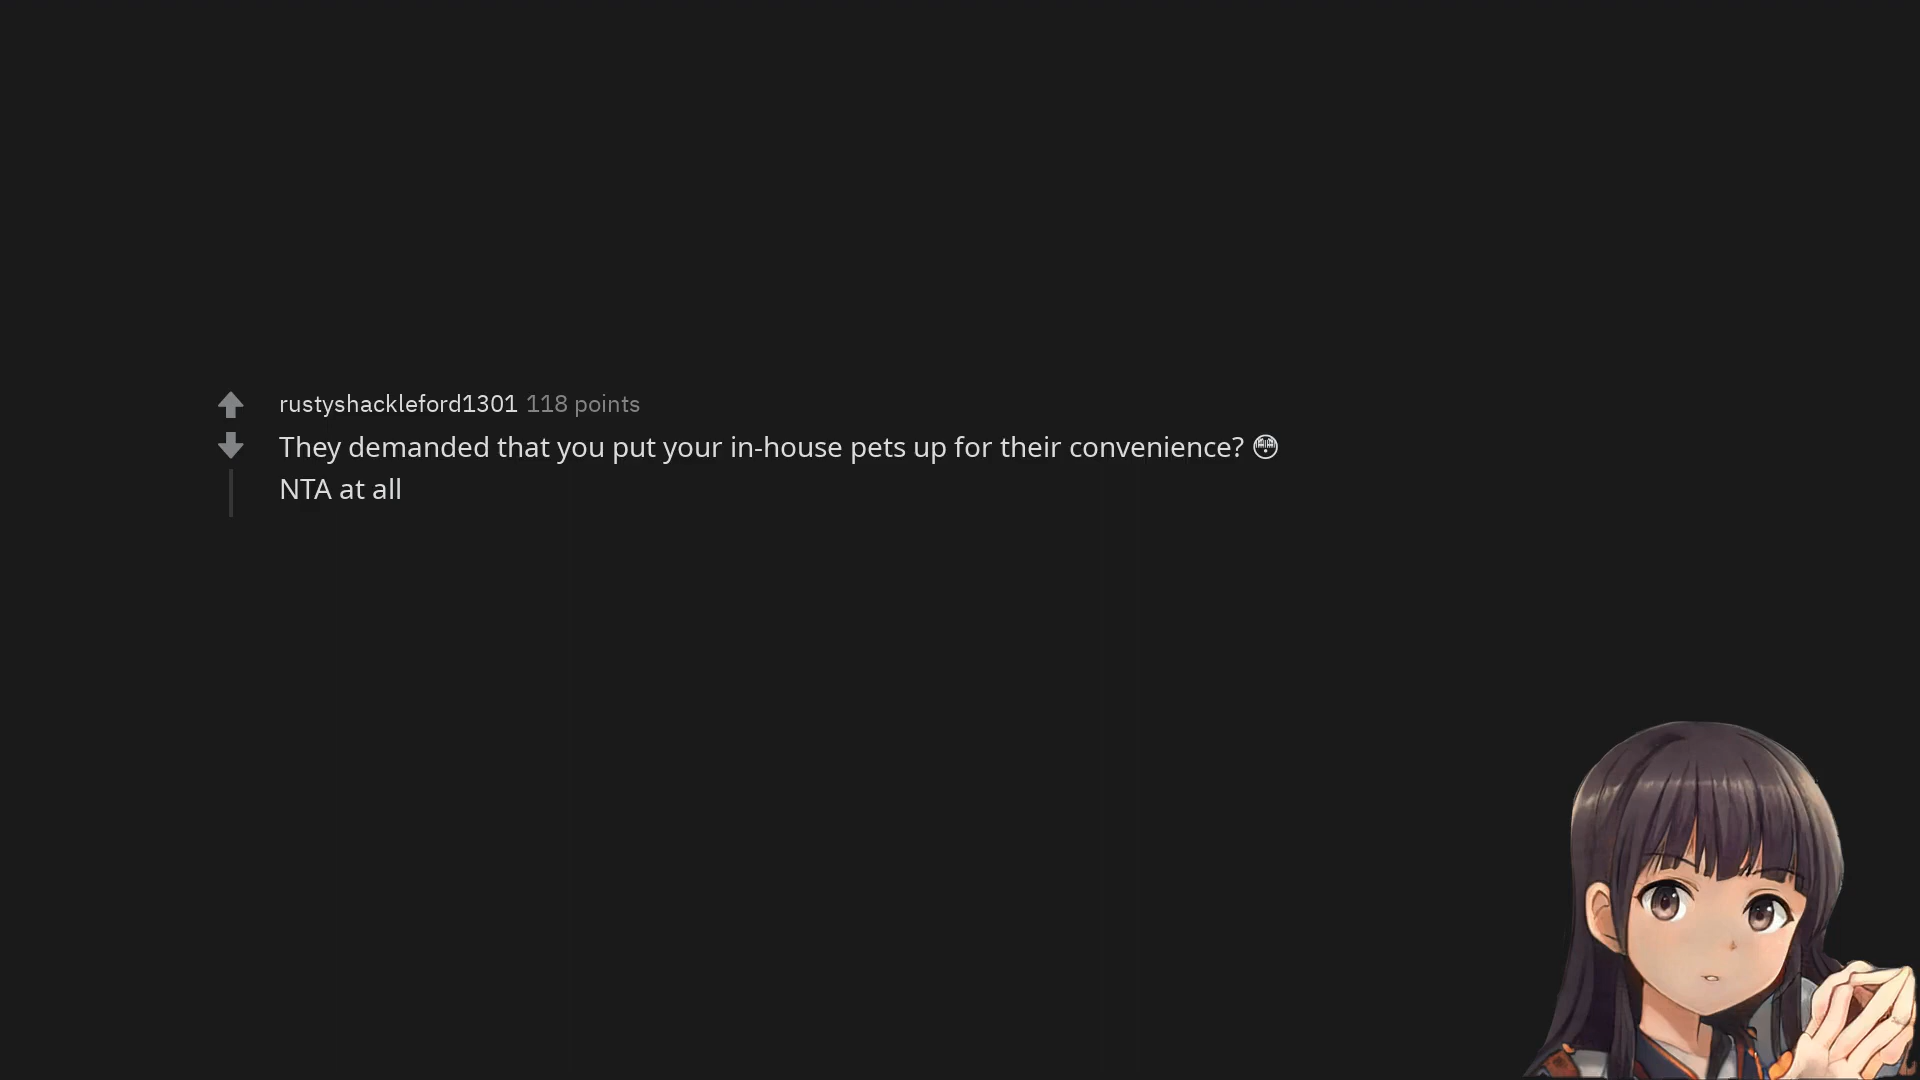 rustyshackleford1301 118 points
They demanded that you put your in-house pets up for their convenience? 😳
NTA at all